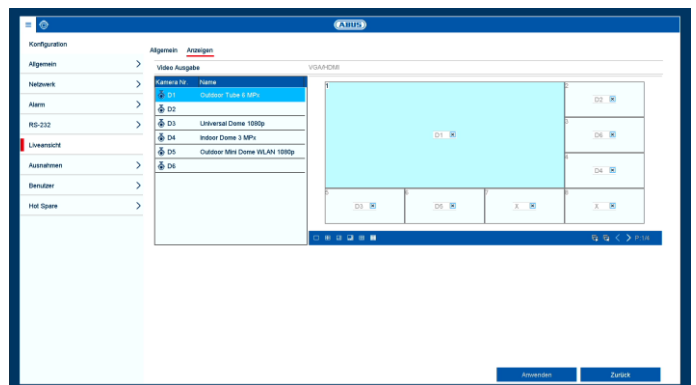 ABUS
Konfiguration
Allgemein
Netzwerk
Alarm
RS-232
Liveansicht
Ausnahmen
Benutzer
Hot Spare
Allgemein Anzeigen
Video Ausgabe VGA/HDMI
Kamera Nr. Name
D1 Outdoor Tube 6 MPx
D2
D3 Universal Dome 1080p
D4 Indoor Dome 3 MPx
D5 Outdoor Mini Dome WLAN 1080p
D6
1 D1
2 D2
3 D6
4 D4
5 D3
6 D5
7 X
8 X
P:1/4
Anwenden Zurück